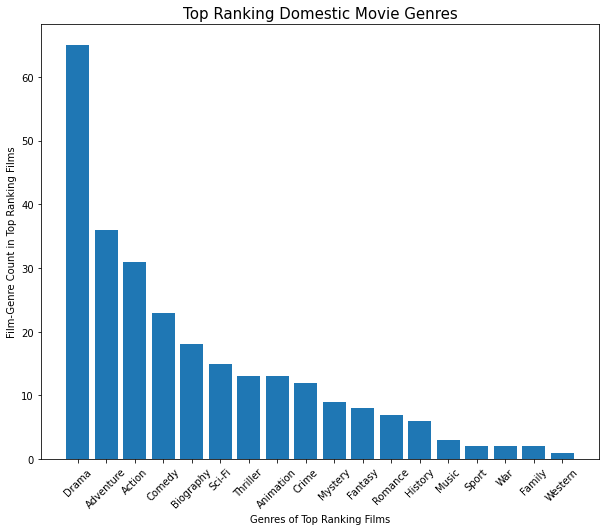 Top Ranking Domestic Movie Genres
Film-Genre Count in Top Ranking Films
60
50
40
30
20
10
0
Drama
Adventure
Action
Comedy
Biography
Sci-Fi
Thriller
Animation
Crime
Mystery
Fantasy
Romance
History
Music
Sport
War
Family
Western
Genres of Top Ranking Films